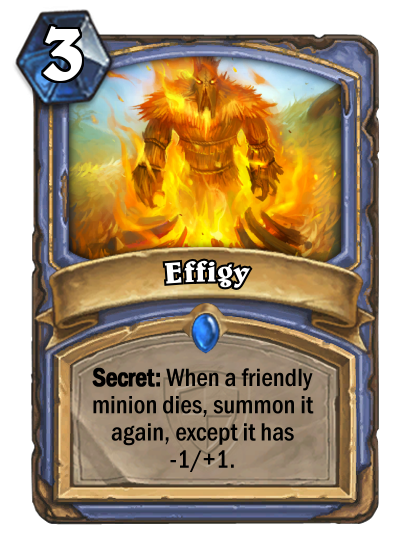 3
Effigy
Secret: When a friendly
minion dies, summon it
again, except it has
-1/+1.